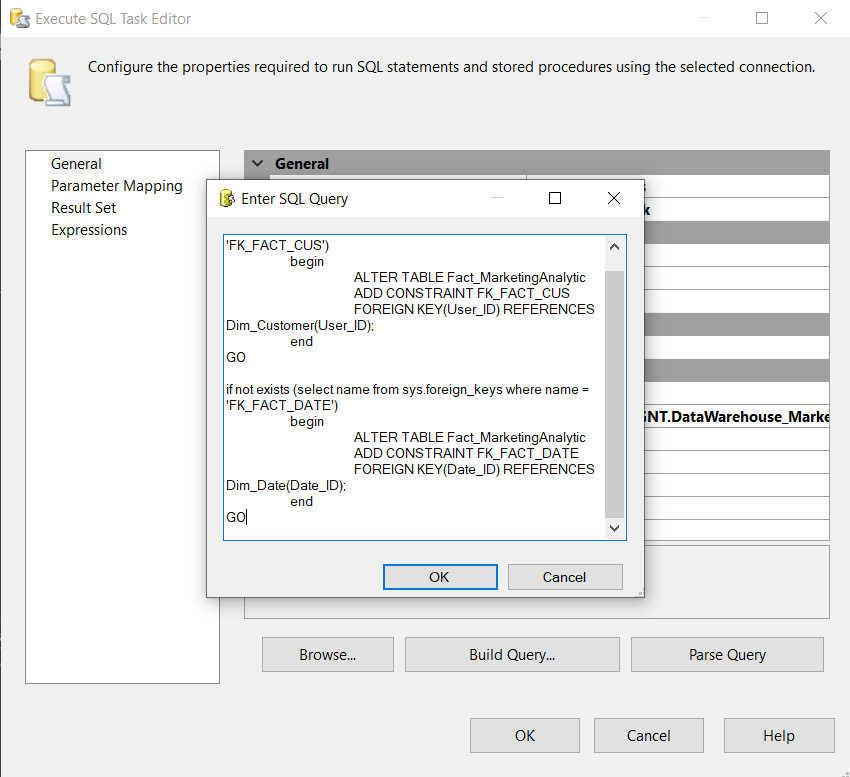 Execute SQL Task Editor
Configure the properties required to run SQL statements and stored procedures using the selected connection.
General
Parameter Mapping
Result Set
Expressions
General
Enter SQL Query
'FK_FACT_CUS')
begin
ALTER TABLE Fact_MarketingAnalytic
ADD CONSTRAINT FK_FACT_CUS
FOREIGN KEY(User_ID) REFERENCES
Dim_Customer(User_ID);
end
GO
if not exists (select name from sys.foreign_keys where name =
'FK_FACT_DATE')
begin
ALTER TABLE Fact_MarketingAnalytic
ADD CONSTRAINT FK_FACT_DATE
FOREIGN KEY(Date_ID) REFERENCES
Dim_Date(Date_ID);
end
GO
GNT.DataWarehouse_Marke
OK
Cancel
Browse...
Build Query...
Parse Query
OK
Cancel
Help